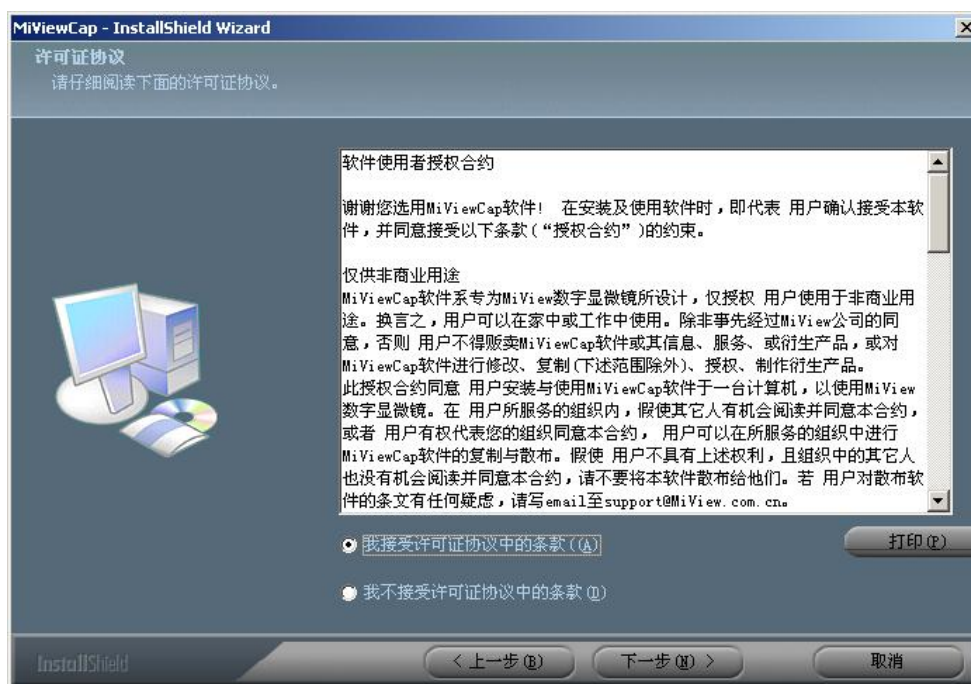 MiViewCap - InstallShield Wizard
许可证协议
请仔细阅读下面的许可证协议。
软件使用者授权合约
谢谢您选用MiViewCap软件! 在安装及使用软件时,即代表 用户确认接受本软
件,并同意接受以下条款(“授权合约”)的约束。
仅供非商业用途
MiViewCap软件系专为MiView数字显微镜所设计,仅授权 用户使用于非商业用
途。换言之,用户可以在家中或工作中使用。除非事先经过MiView公司的同
意,否则 用户不得贩卖MiViewCap软件或其信息、服务、或衍生产品,或对
MiViewCap软件进行修改、复制(下述范围除外)、授权、制作衍生产品。
此授权合约同意 用户安装与使用MiViewCap软件于一台计算机,以使用MiView
数字显微镜。在 用户所服务的组织内,假使其它人有机会阅读并同意本合约,
或者 用户有权代表您的组织同意本合约, 用户可以在所服务的组织中进行
MiViewCap软件的复制与散布。假使 用户不具有上述权利,且组织中的其它人
也没有机会阅读并同意本合约,请不要将本软件散布给他们。若 用户对散布软
件的条文有任何疑虑,请写email至support@MiView.com.cn。
我接受许可证协议中的条款((A)
打印(P)
我不接受许可证协议中的条款(D)
InstallShield
< 上一步(B)
下一步(N) >
取消